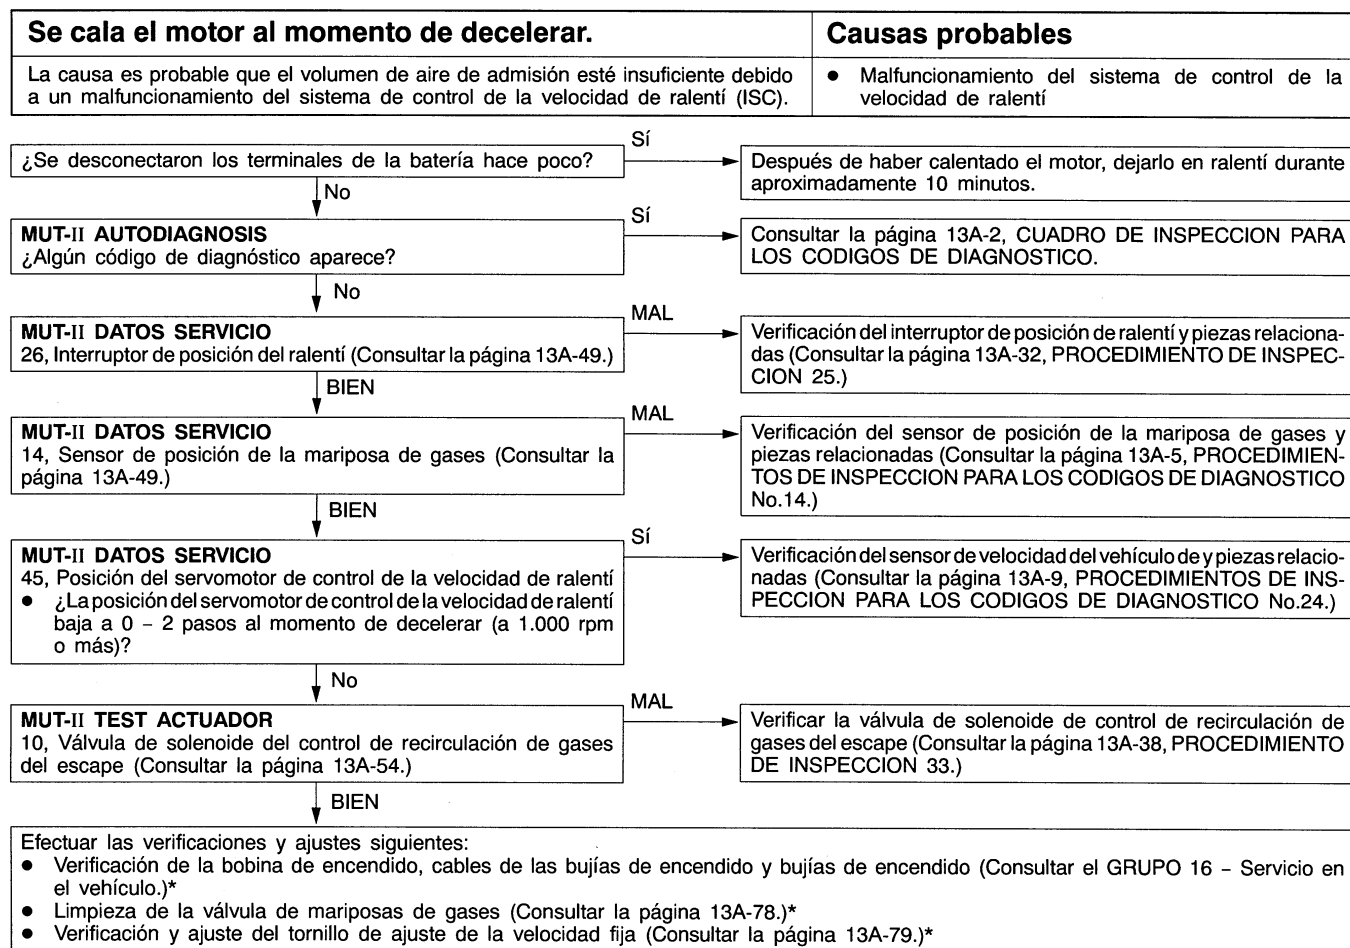 Se cala el motor al momento de decelerar.
Causas probables
La causa es probable que el volumen de aire de admisión esté insuficiente debido
a un malfuncionamiento del sistema de control de la velocidad de ralentí (ISC).
● Malfuncionamiento del sistema de control de la
velocidad de ralentí
¿Se desconectaron los terminales de la batería hace poco?
Sí
Después de haber calentado el motor, dejarlo en ralentí durante
aproximadamente 10 minutos.
No
MUT-II AUTODIAGNOSIS
¿Algún código de diagnóstico aparece?
Sí
Consultar la página 13A-2, CUADRO DE INSPECCION PARA
LOS CODIGOS DE DIAGNOSTICO.
No
MUT-II DATOS SERVICIO
26, Interruptor de posición del ralentí (Consultar la página 13A-49.)
MAL
Verificación del interruptor de posición de ralentí y piezas relaciona-
das (Consultar la página 13A-32, PROCEDIMIENTO DE INSPEC-
CION 25.)
BIEN
MUT-II DATOS SERVICIO
14, Sensor de posición de la mariposa de gases (Consultar la
página 13A-49.)
MAL
Verificación del sensor de posición de la mariposa de gases y
piezas relacionadas (Consultar la página 13A-5, PROCEDIMIEN-
TOS DE INSPECCION PARA LOS CODIGOS DE DIAGNOSTICO
No.14.)
BIEN
MUT-II DATOS SERVICIO
45, Posición del servomotor de control de la velocidad de ralentí
● ¿La posición del servomotor de control de la velocidad de ralentí
baja a 0 – 2 pasos al momento de decelerar (a 1.000 rpm
o más)?
Sí
Verificación del sensor de velocidad del vehículo de y piezas relacio-
nadas (Consultar la página 13A-9, PROCEDIMIENTOS DE INS-
PECCION PARA LOS CODIGOS DE DIAGNOSTICO No.24.)
No
MUT-II TEST ACTUADOR
10, Válvula de solenoide del control de recirculación de gases
del escape (Consultar la página 13A-54.)
MAL
Verificar la válvula de solenoide de control de recirculación de
gases del escape (Consultar la página 13A-38, PROCEDIMIENTO
DE INSPECCION 33.)
BIEN
Efectuar las verificaciones y ajustes siguientes:
● Verificación de la bobina de encendido, cables de las bujías de encendido y bujías de encendido (Consultar el GRUPO 16 – Servicio en
el vehículo.)*
● Limpieza de la válvula de mariposas de gases (Consultar la página 13A-78.)*
● Verificación y ajuste del tornillo de ajuste de la velocidad fija (Consultar la página 13A-79.)*